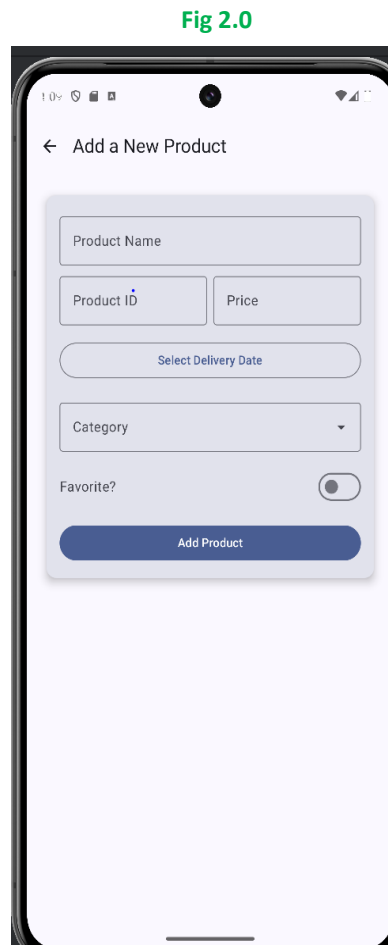 Fig 2.0
Add a New Product
Product Name
Product ID Price
Select Delivery Date
Category
Favorite?
Add Product